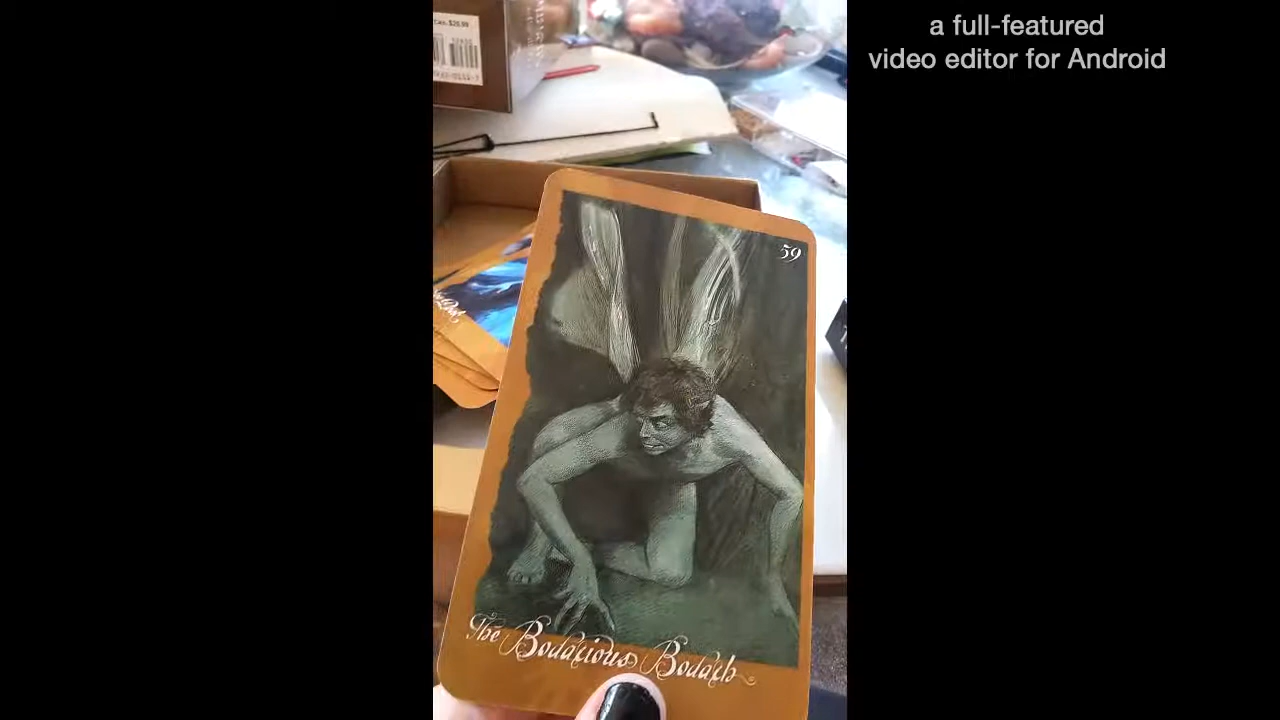 a full-featured
video editor for Android
59
The Bodacious Bodach